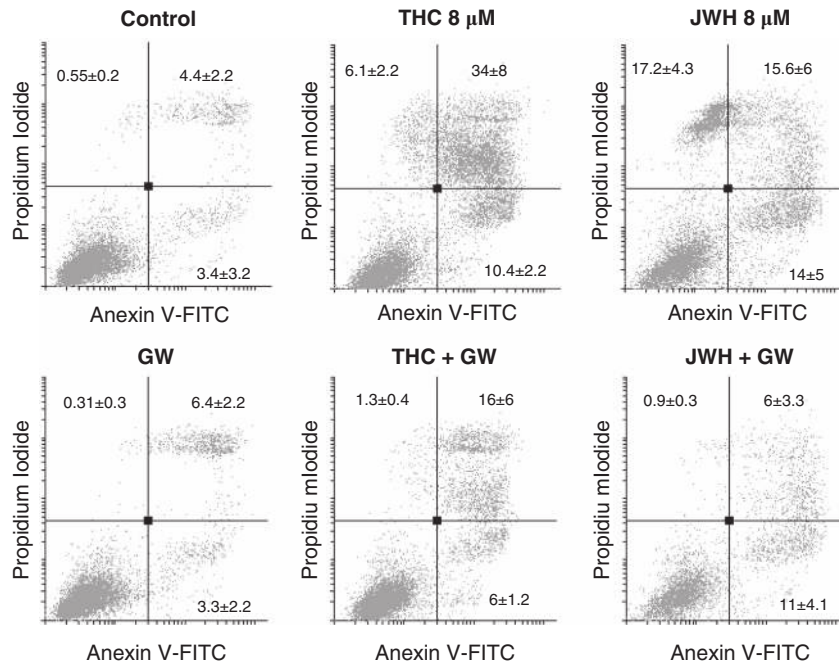 Control
THC 8 µM
JWH 8 µM
0.55±0.2
4.4±2.2
6.1±2.2
34±8
17.2±4.3
15.6±6
Propidium Iodide
Propidiu mIodide
Propidiu mIodide
3.4±3.2
10.4±2.2
14±5
Anexin V-FITC
Anexin V-FITC
Anexin V-FITC
GW
THC + GW
JWH + GW
0.31±0.3
6.4±2.2
1.3±0.4
16±6
0.9±0.3
6±3.3
Propidium Iodide
Propidiu mIodide
Propidiu mIodide
3.3±2.2
6±1.2
11±4.1
Anexin V-FITC
Anexin V-FITC
Anexin V-FITC